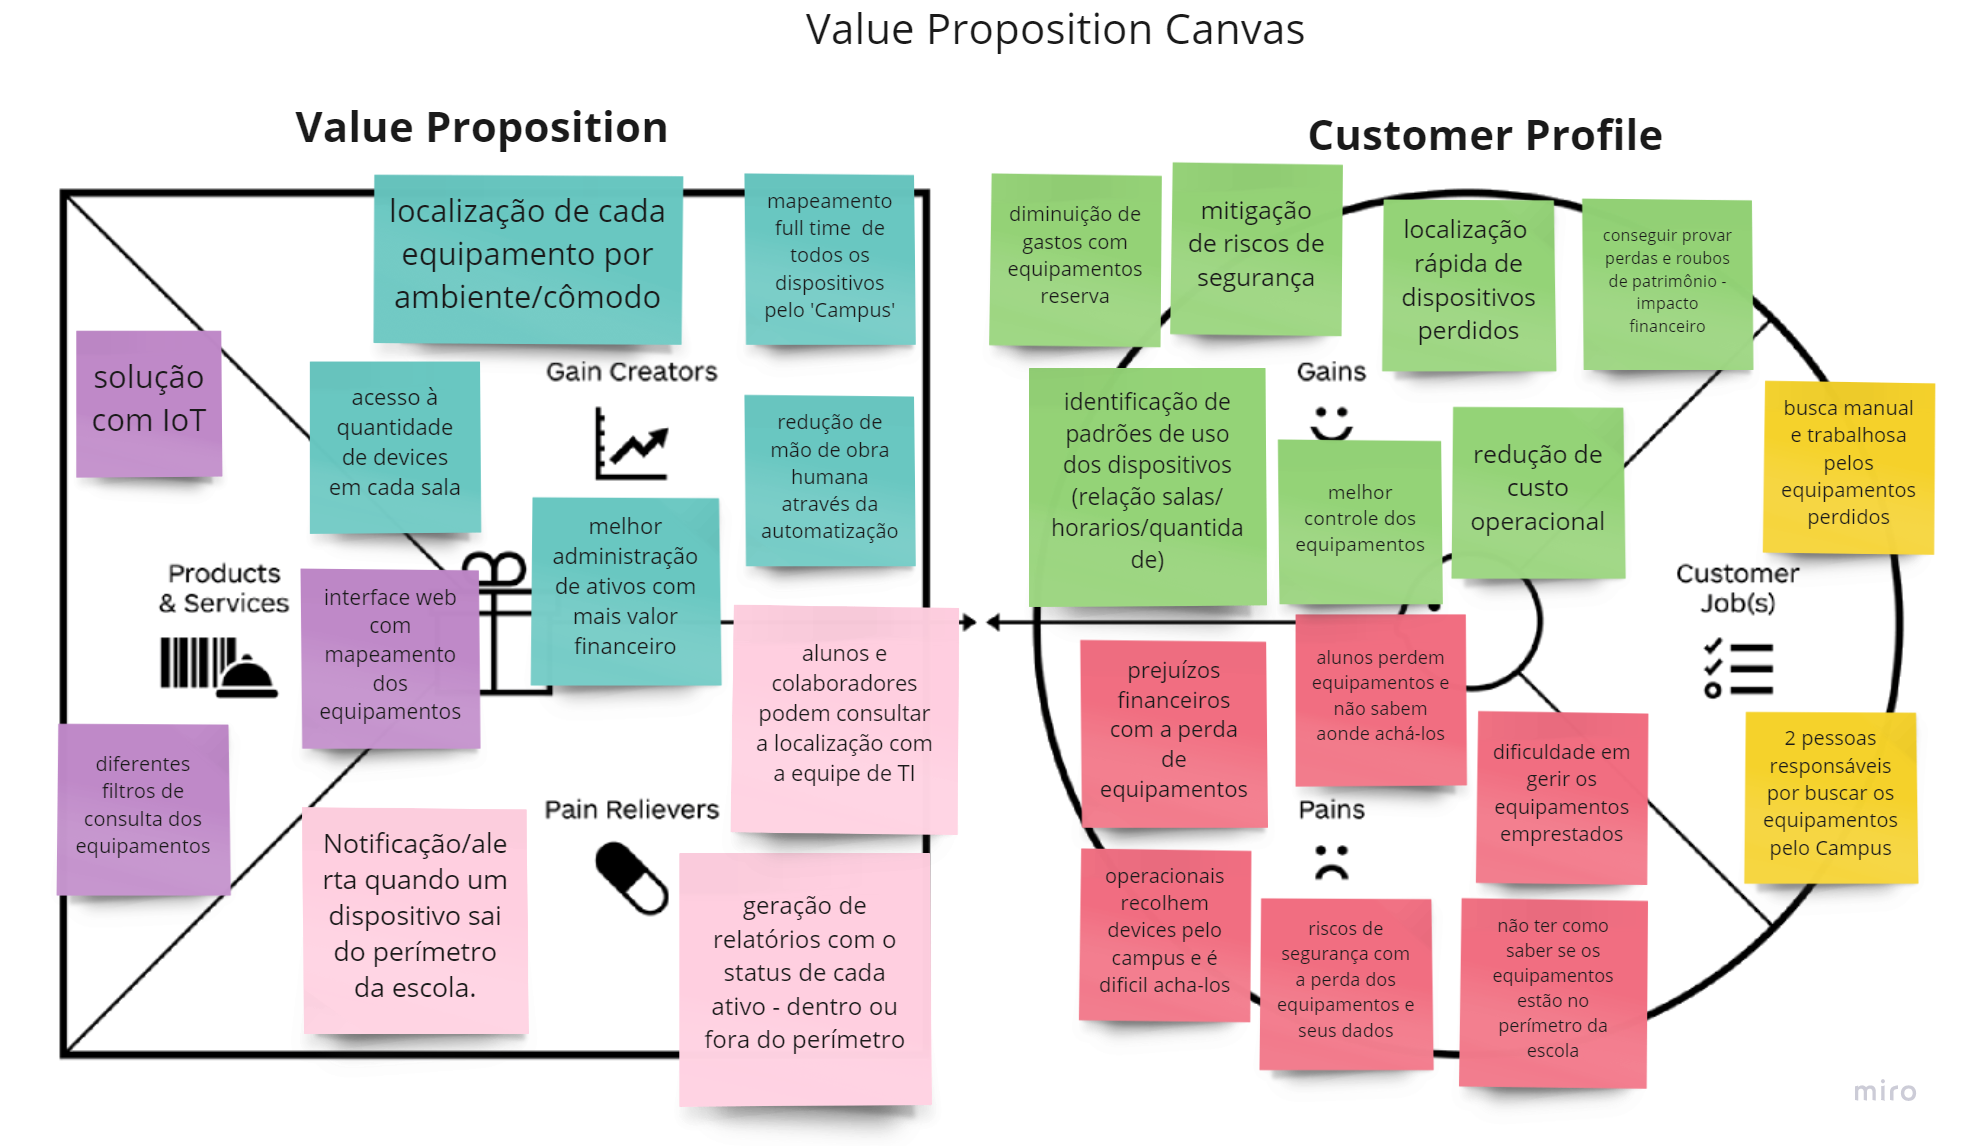 Value Proposition Canvas
Value Proposition
localização de cada
equipamento por
ambiente/cômodo
mapeamento
full time de
todos os
dispositivos
pelo 'Campus'
solução
com IoT
acesso à
quantidade
de devices
em cada sala
Gain Creators
redução de
mão de obra
humana
através da
automatização
melhor
administração
de ativos com
mais valor
financeiro
Products
& Services
interface web
com
mapeamento
dos
equipamentos
diferentes
filtros de
consulta dos
equipamentos
alunos e
colaboradores
podem consultar
a localização com
a equipe de TI
Pain Relievers
Notificação/ale
rta quando um
dispositivo sai
do perímetro
da escola.
geração de
relatórios com o
status de cada
ativo - dentro ou
fora do perímetro
Customer Profile
diminuição de
gastos com
equipamentos
reserva
mitigação
de riscos de
segurança
localização
rápida de
dispositivos
perdidos
conseguir provar
perdas e roubos
de patrimônio -
impacto
financeiro
Gains
identificação de
padrões de uso
dos dispositivos
(relação salas/
horarios/quantida
de)
melhor
controle dos
equipamentos
redução de
custo
operacional
busca manual
e trabalhosa
pelos
equipamentos
perdidos
Customer
Job(s)
2 pessoas
responsáveis
por buscar os
equipamentos
pelo Campus
prejuízos
financeiros
com a perda
de
equipamentos
alunos perdem
equipamentos e
não sabem
aonde achá-los
dificuldade em
gerir os
equipamentos
emprestados
Pains
operacionais
recolhem
devices pelo
campus e é
dificil acha-los
riscos de
segurança com
a perda dos
equipamentos e
seus dados
não ter como
saber se os
equipamentos
estão no
perímetro da
escola
miro